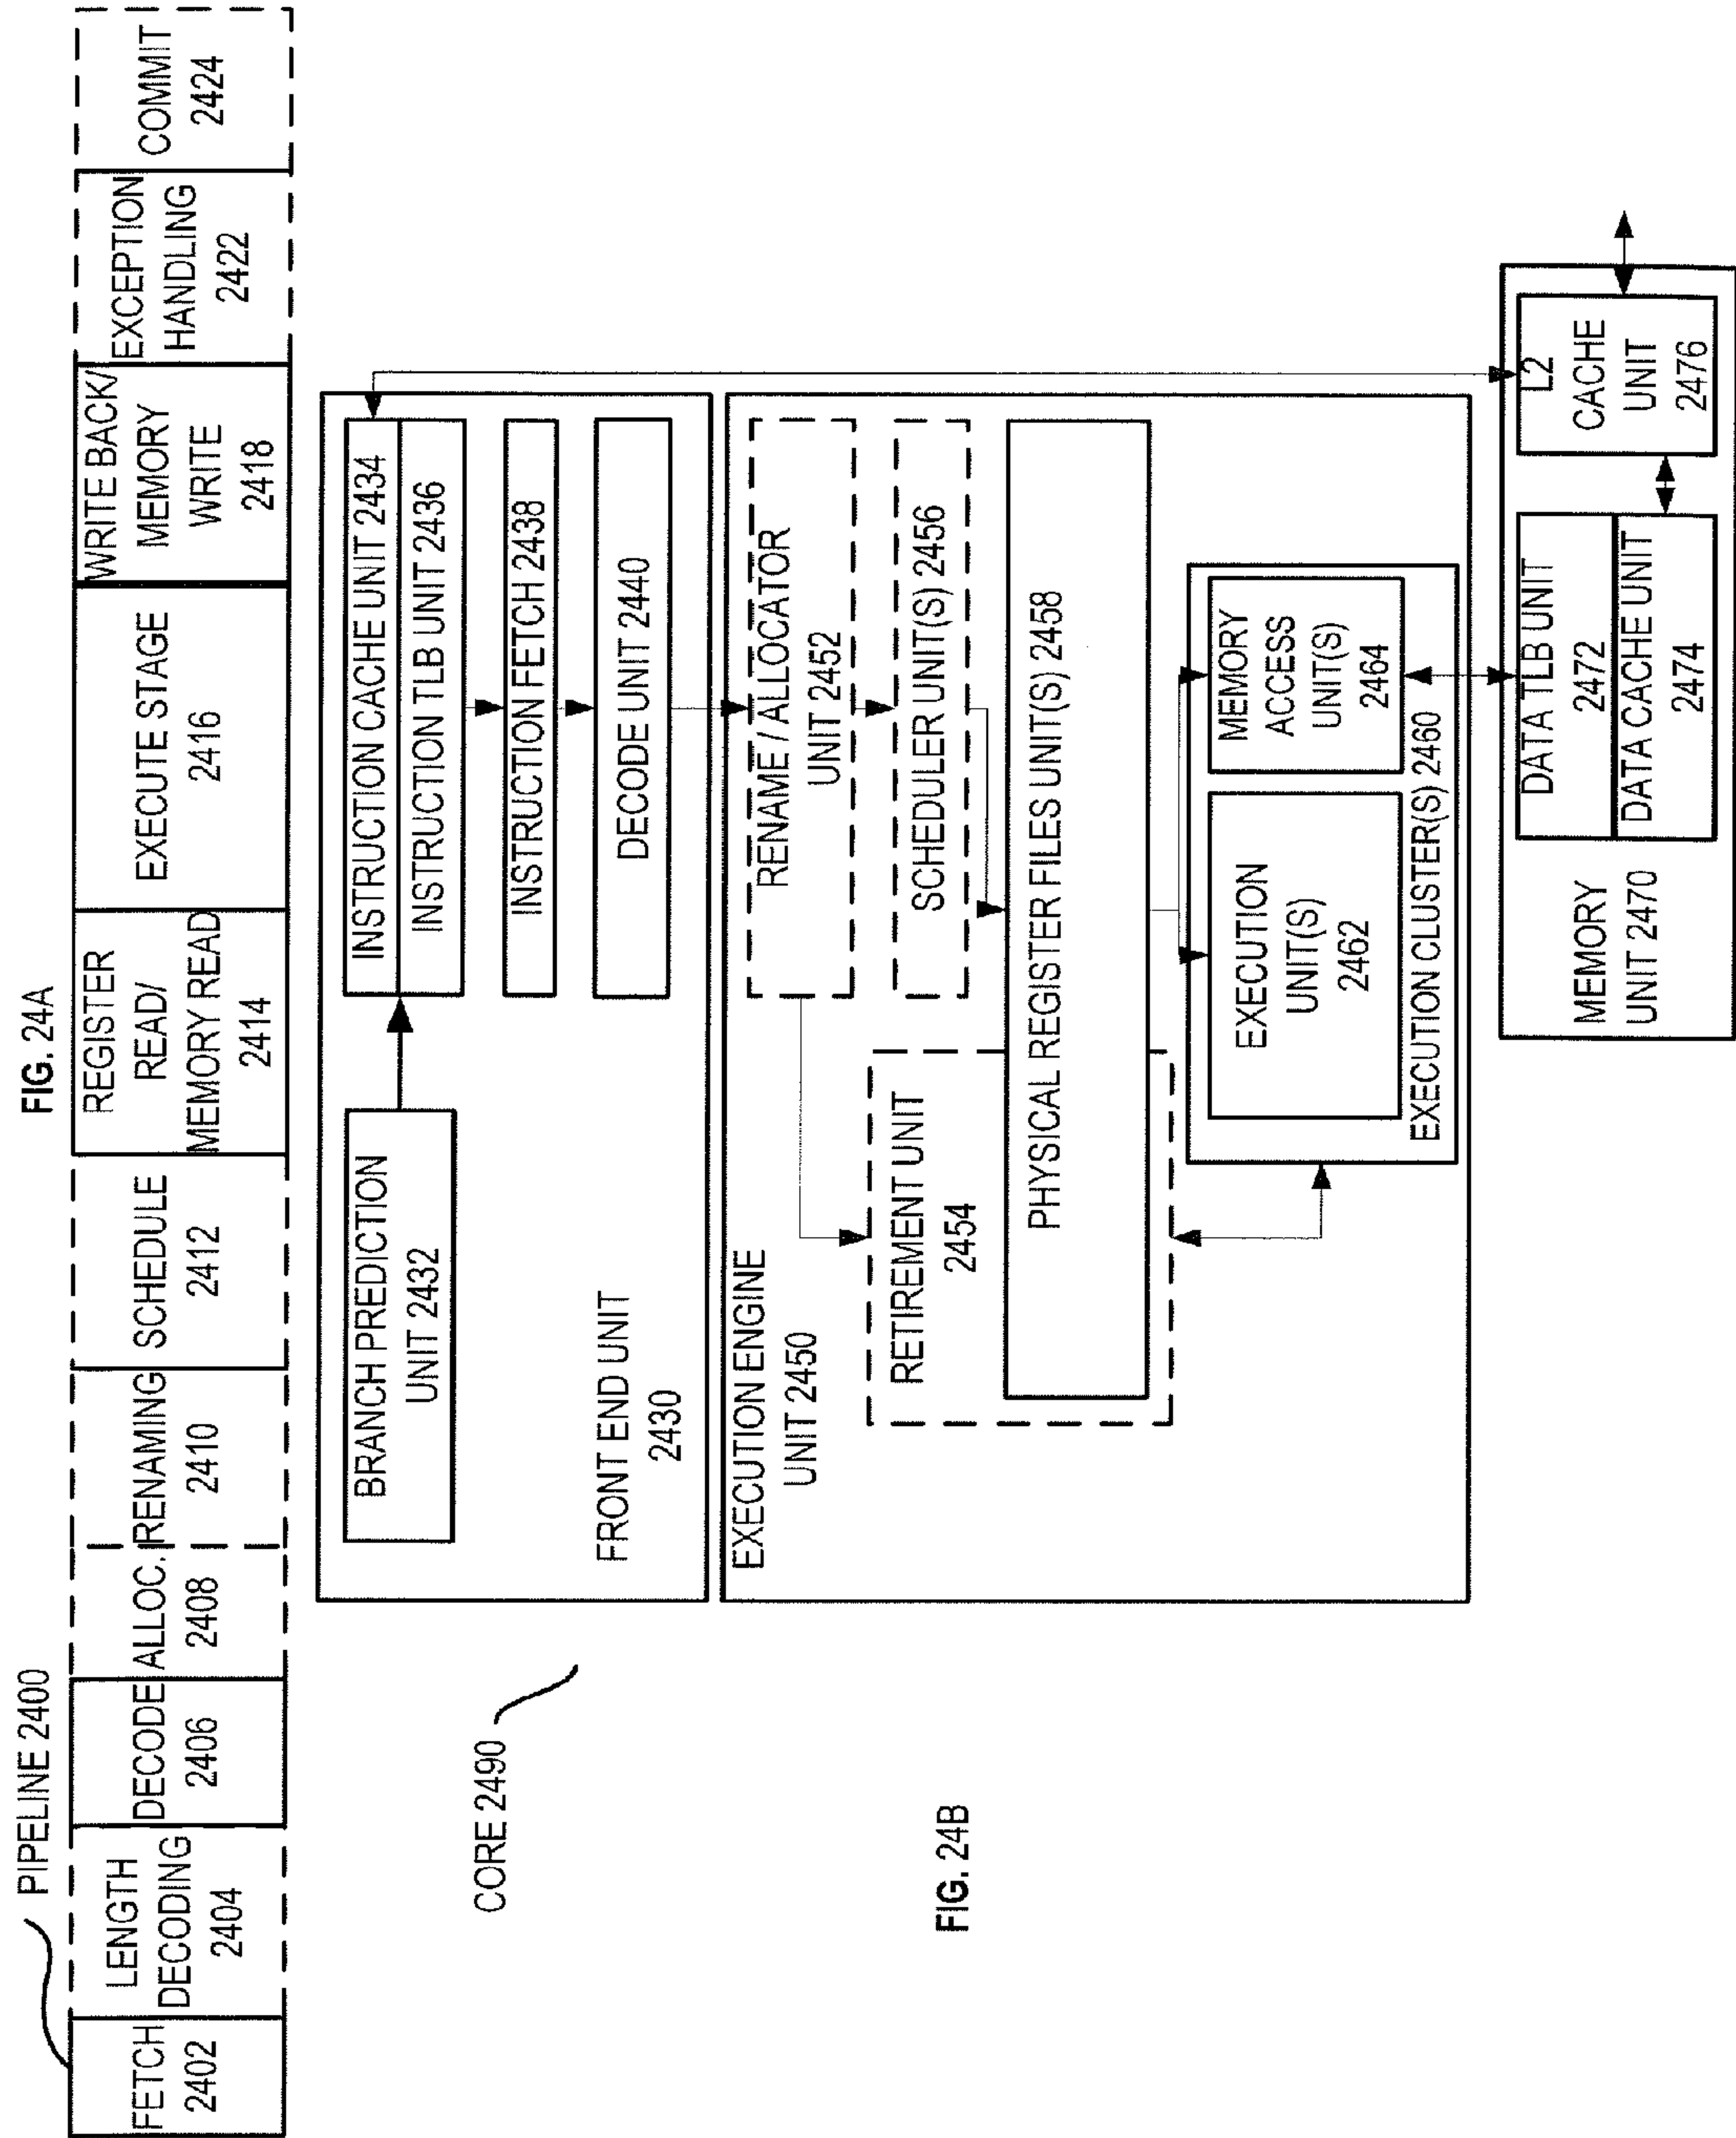 FIG. 24A
PIPELINE 2400
FETCH
2402
LENGTH
DECODING
2404
DECODE
2406
ALLOC.
2408
RENAMING
2410
SCHEDULE
2412
REGISTER
READ/
MEMORY READ
2414
EXECUTE STAGE
2416
WRITE BACK/
MEMORY
WRITE
2418
EXCEPTION
HANDLING
2422
COMMIT
2424
CORE 2490
BRANCH PREDICTION
UNIT 2432
INSTRUCTION CACHE UNIT 2434
INSTRUCTION TLB UNIT 2436
INSTRUCTION FETCH 2438
DECODE UNIT 2440
FRONT END UNIT
2430
EXECUTION ENGINE
UNIT 2450
RENAME / ALLOCATOR
UNIT 2452
RETIREMENT UNIT
2454
SCHEDULER UNIT(S) 2456
PHYSICAL REGISTER FILES UNIT(S) 2458
EXECUTION
UNIT(S)
2462
MEMORY
ACCESS
UNIT(S)
2464
EXECUTION CLUSTER(S) 2460
MEMORY
UNIT 2470
DATA TLB UNIT
2472
DATA CACHE UNIT
2474
L2
CACHE
UNIT
2476
FIG. 24B